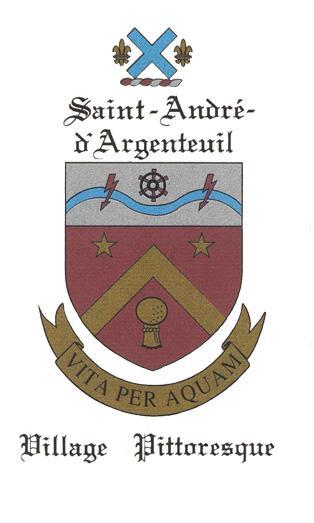 Saint-André-
d'Argenteuil
VITA PER AQUAM
Village Pittoresque